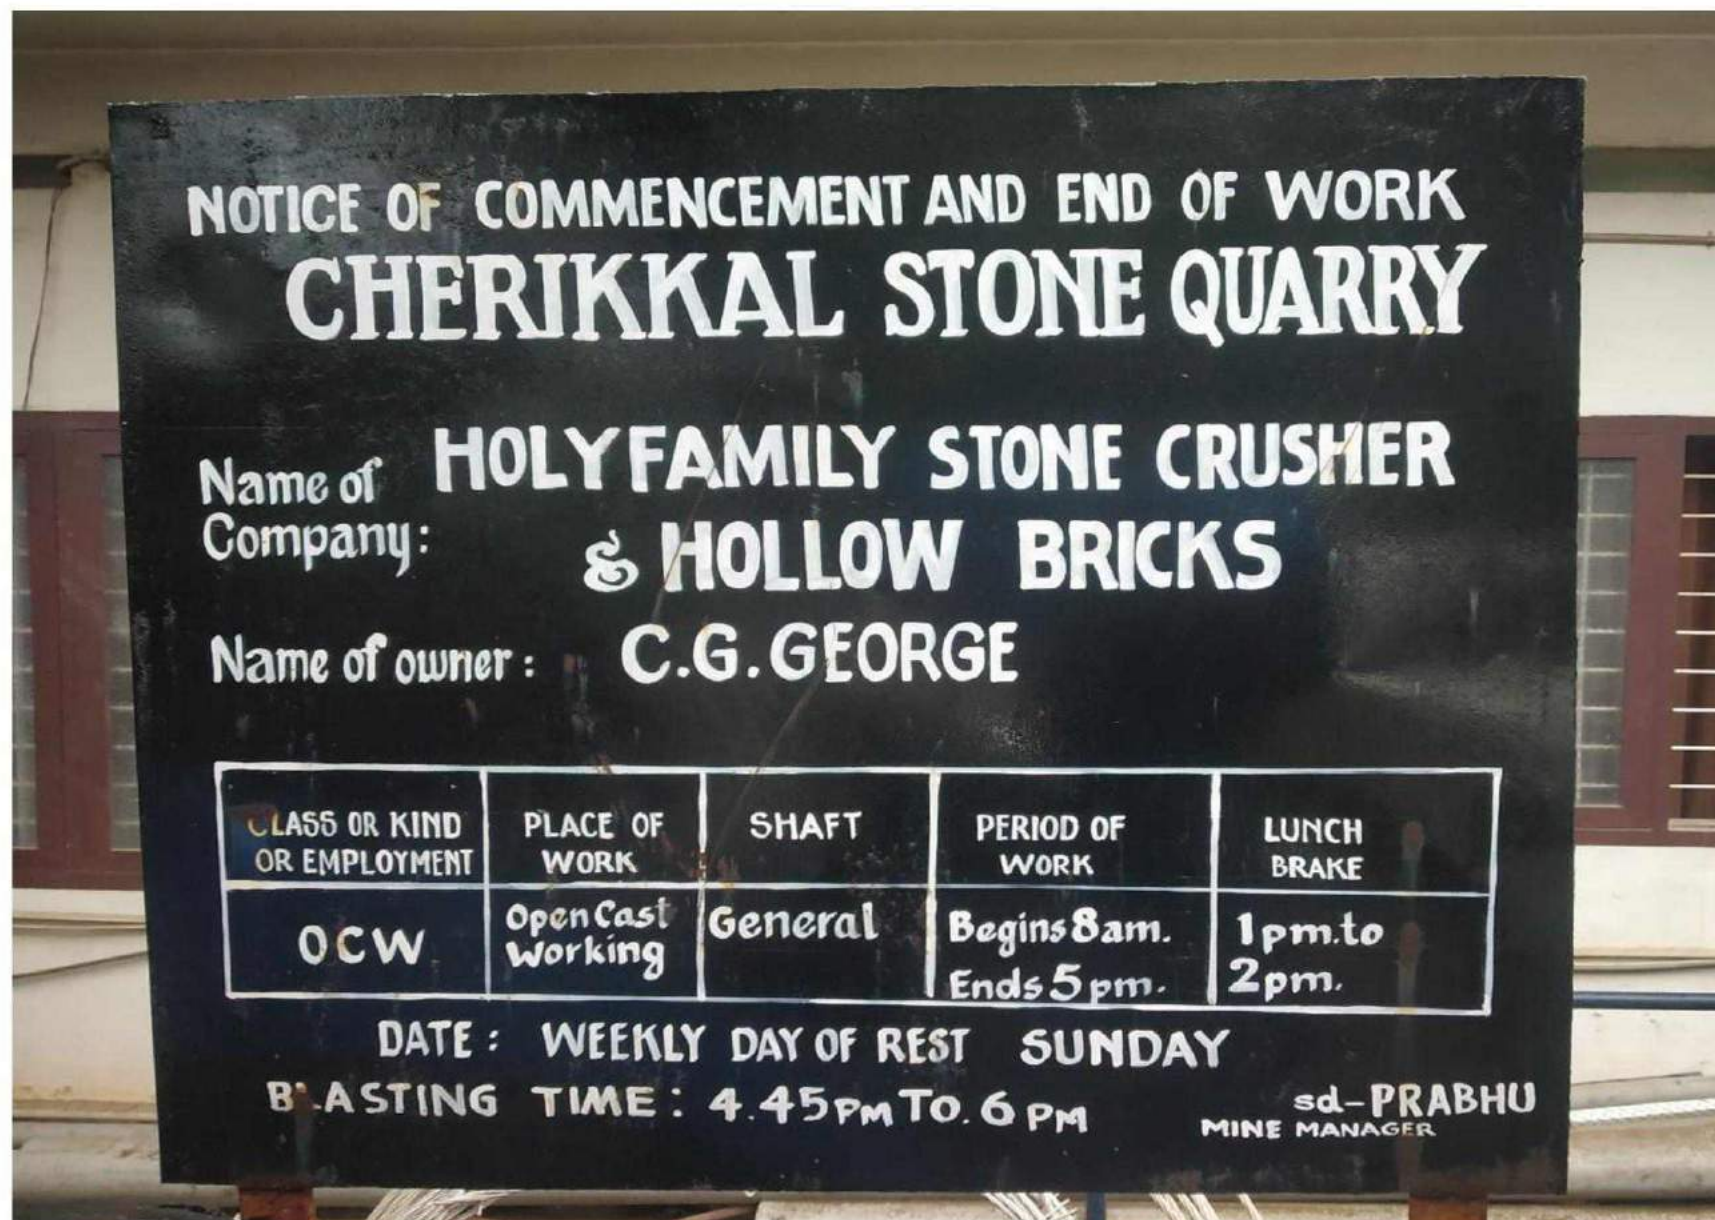 NOTICE OF COMMENCEMENT AND END OF WORK
CHERIKKAL STONE QUARRY
Name of Company: HOLYFAMILY STONE CRUSHER
& HOLLOW BRICKS
Name of owner: C.G.GEORGE
CLASS OR KIND OR EMPLOYMENT
PLACE OF WORK
SHAFT
PERIOD OF WORK
LUNCH BRAKE
OCW
Open Cast Working
General
Begins 8am. Ends 5pm.
1pm.to 2pm.
DATE: WEEKLY DAY OF REST SUNDAY
BLASTING TIME: 4.45PM TO. 6PM
sd-PRABHU
MINE MANAGER